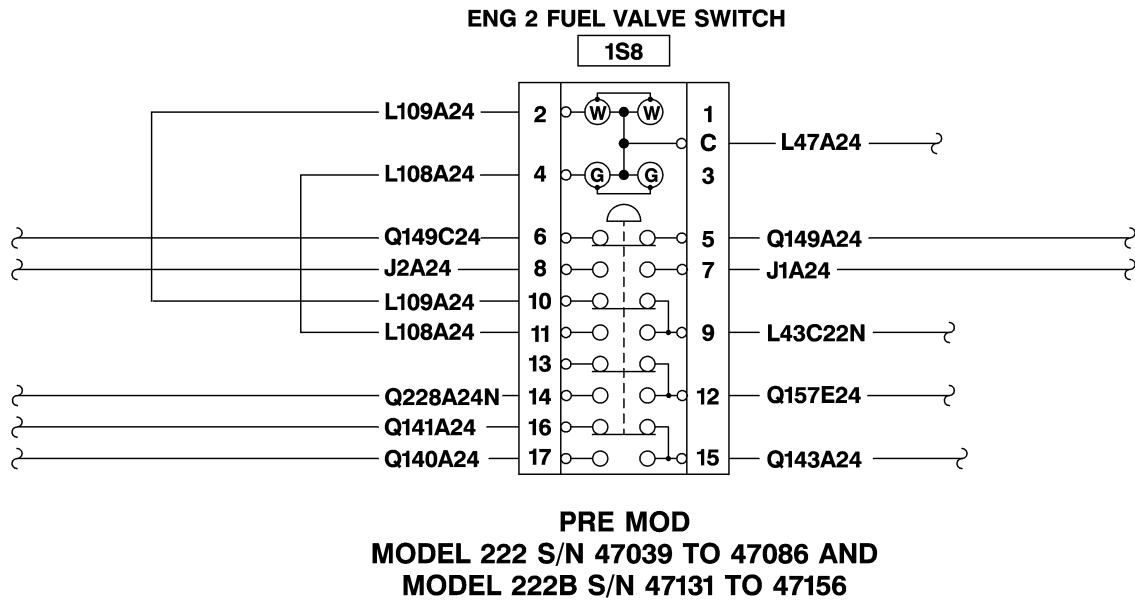 ENG 2 FUEL VALVE SWITCH
1S8
L109A24 2 W W 1
C L47A24
L108A24 4 G G 3
Q149C24 6 5 Q149A24
J2A24 8 7 J1A24
L109A24 10
L108A24 11 9 L43C22N
13
Q228A24N 14 12 Q157E24
Q141A24 16
Q140A24 17 15 Q143A24
PRE MOD
MODEL 222 S/N 47039 TO 47086 AND
MODEL 222B S/N 47131 TO 47156